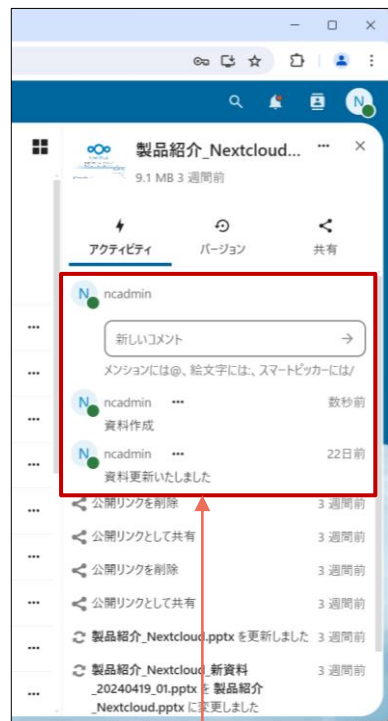 N
製品紹介_Nextcloud...
9.1 MB 3 週間前
アクティビティ
バージョン
共有
N ncadmin
新しいコメント
メンションには@、絵文字には:、スマートピッカーには/
N ncadmin 数秒前
資料作成
N ncadmin 22日前
資料更新いたしました
公開リンクを削除 3 週間前
公開リンクとして共有 3 週間前
公開リンクを削除 3 週間前
公開リンクとして共有 3 週間前
製品紹介_Nextcloud.pptx を更新しました 3 週間前
製品紹介_Nextcloud_新資料 3 週間前
_20240419_01.pptx を 製品紹介
_Nextcloud.pptx に変更しました